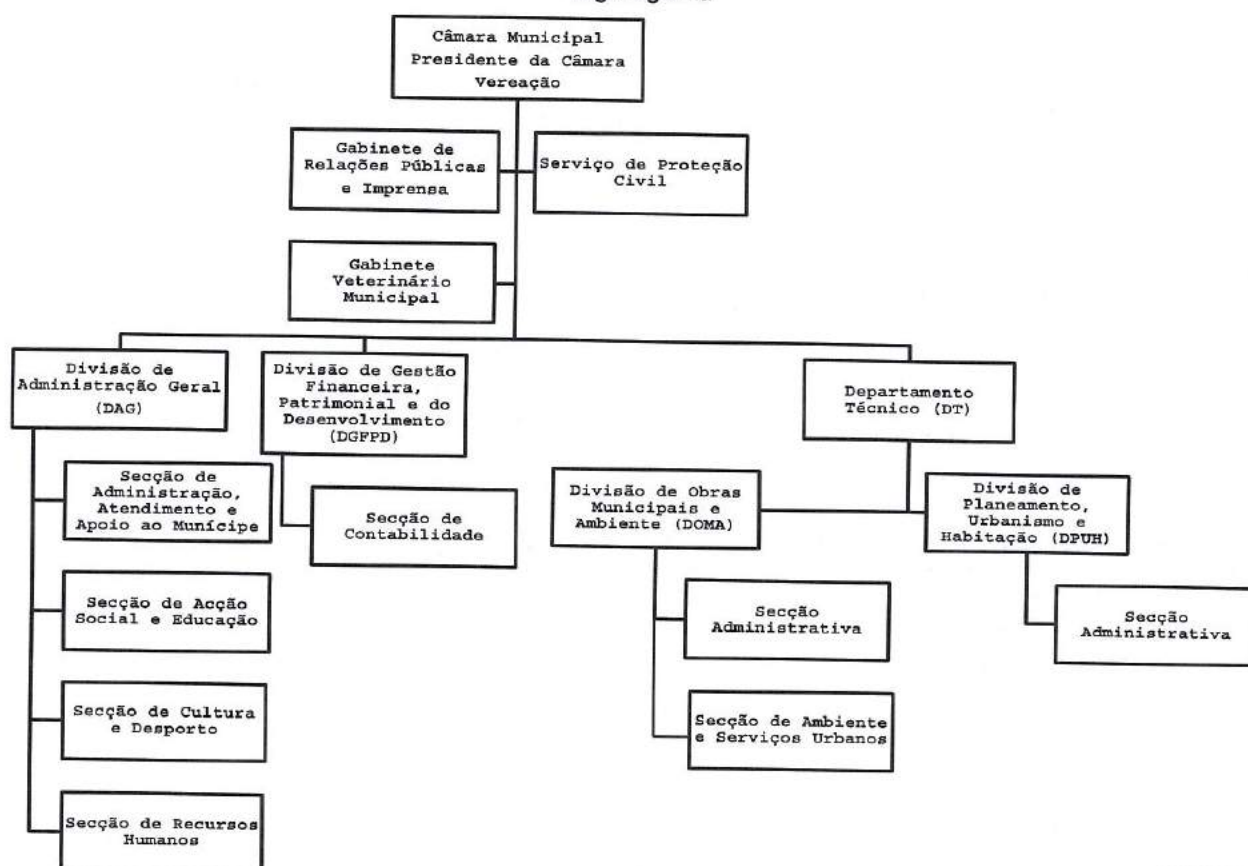 Câmara Municipal
Presidente da Câmara
Vereação
Gabinete de
Relações Públicas
e Imprensa
Serviço de Proteção
Civil
Gabinete
Veterinário
Municipal
Divisão de
Administração Geral
(DAG)
Divisão de Gestão
Financeira,
Patrimonial e do
Desenvolvimento
(DGFPD)
Departamento
Técnico (DT)
Secção de
Administração,
Atendimento e
Apoio ao Munícipe
Secção de
Contabilidade
Divisão de Obras
Municipais e
Ambiente (DOMA)
Divisão de
Planeamento,
Urbanismo e
Habitação (DPUH)
Secção de Acção
Social e Educação
Secção
Administrativa
Secção
Administrativa
Secção de Cultura
e Desporto
Secção de Ambiente
e Serviços Urbanos
Secção de Recursos
Humanos